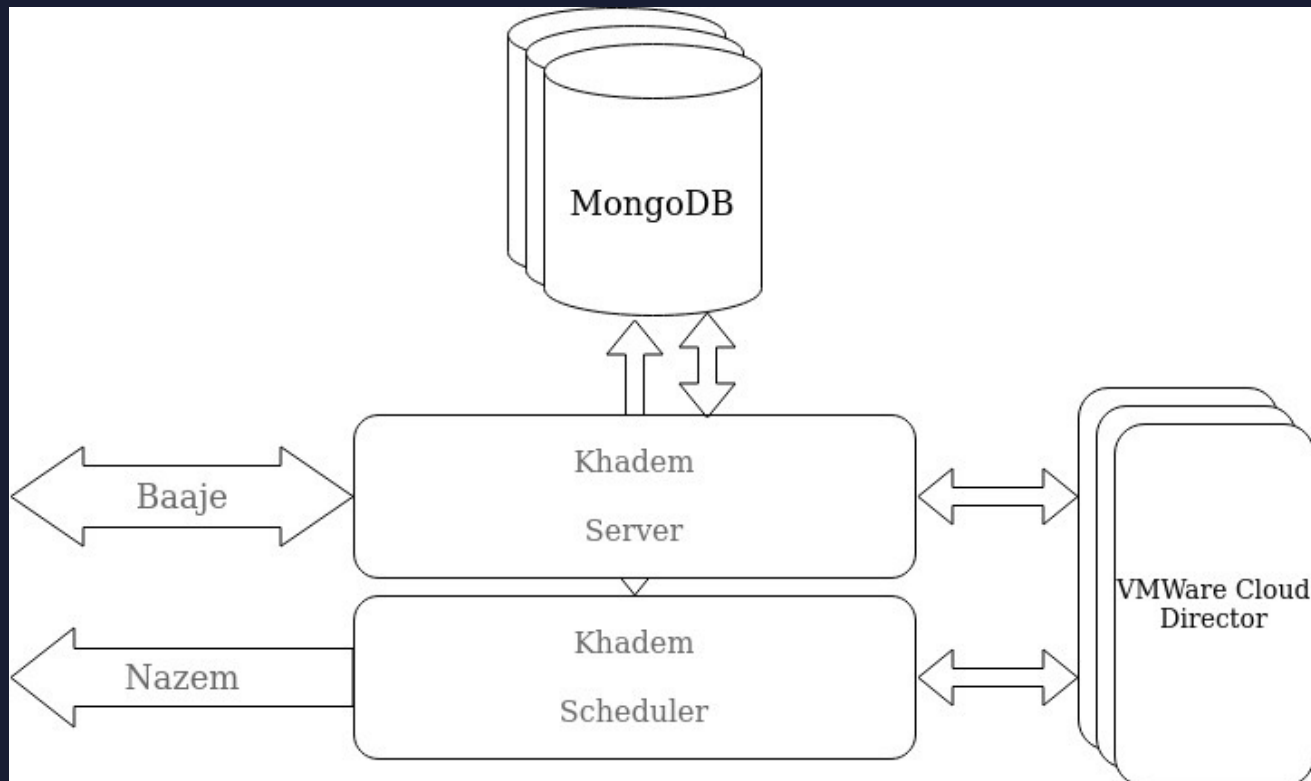 MongoDB
Khadem
Baaje
Server
VMWare Cloud
Director
Khadem
Nazem
Scheduler